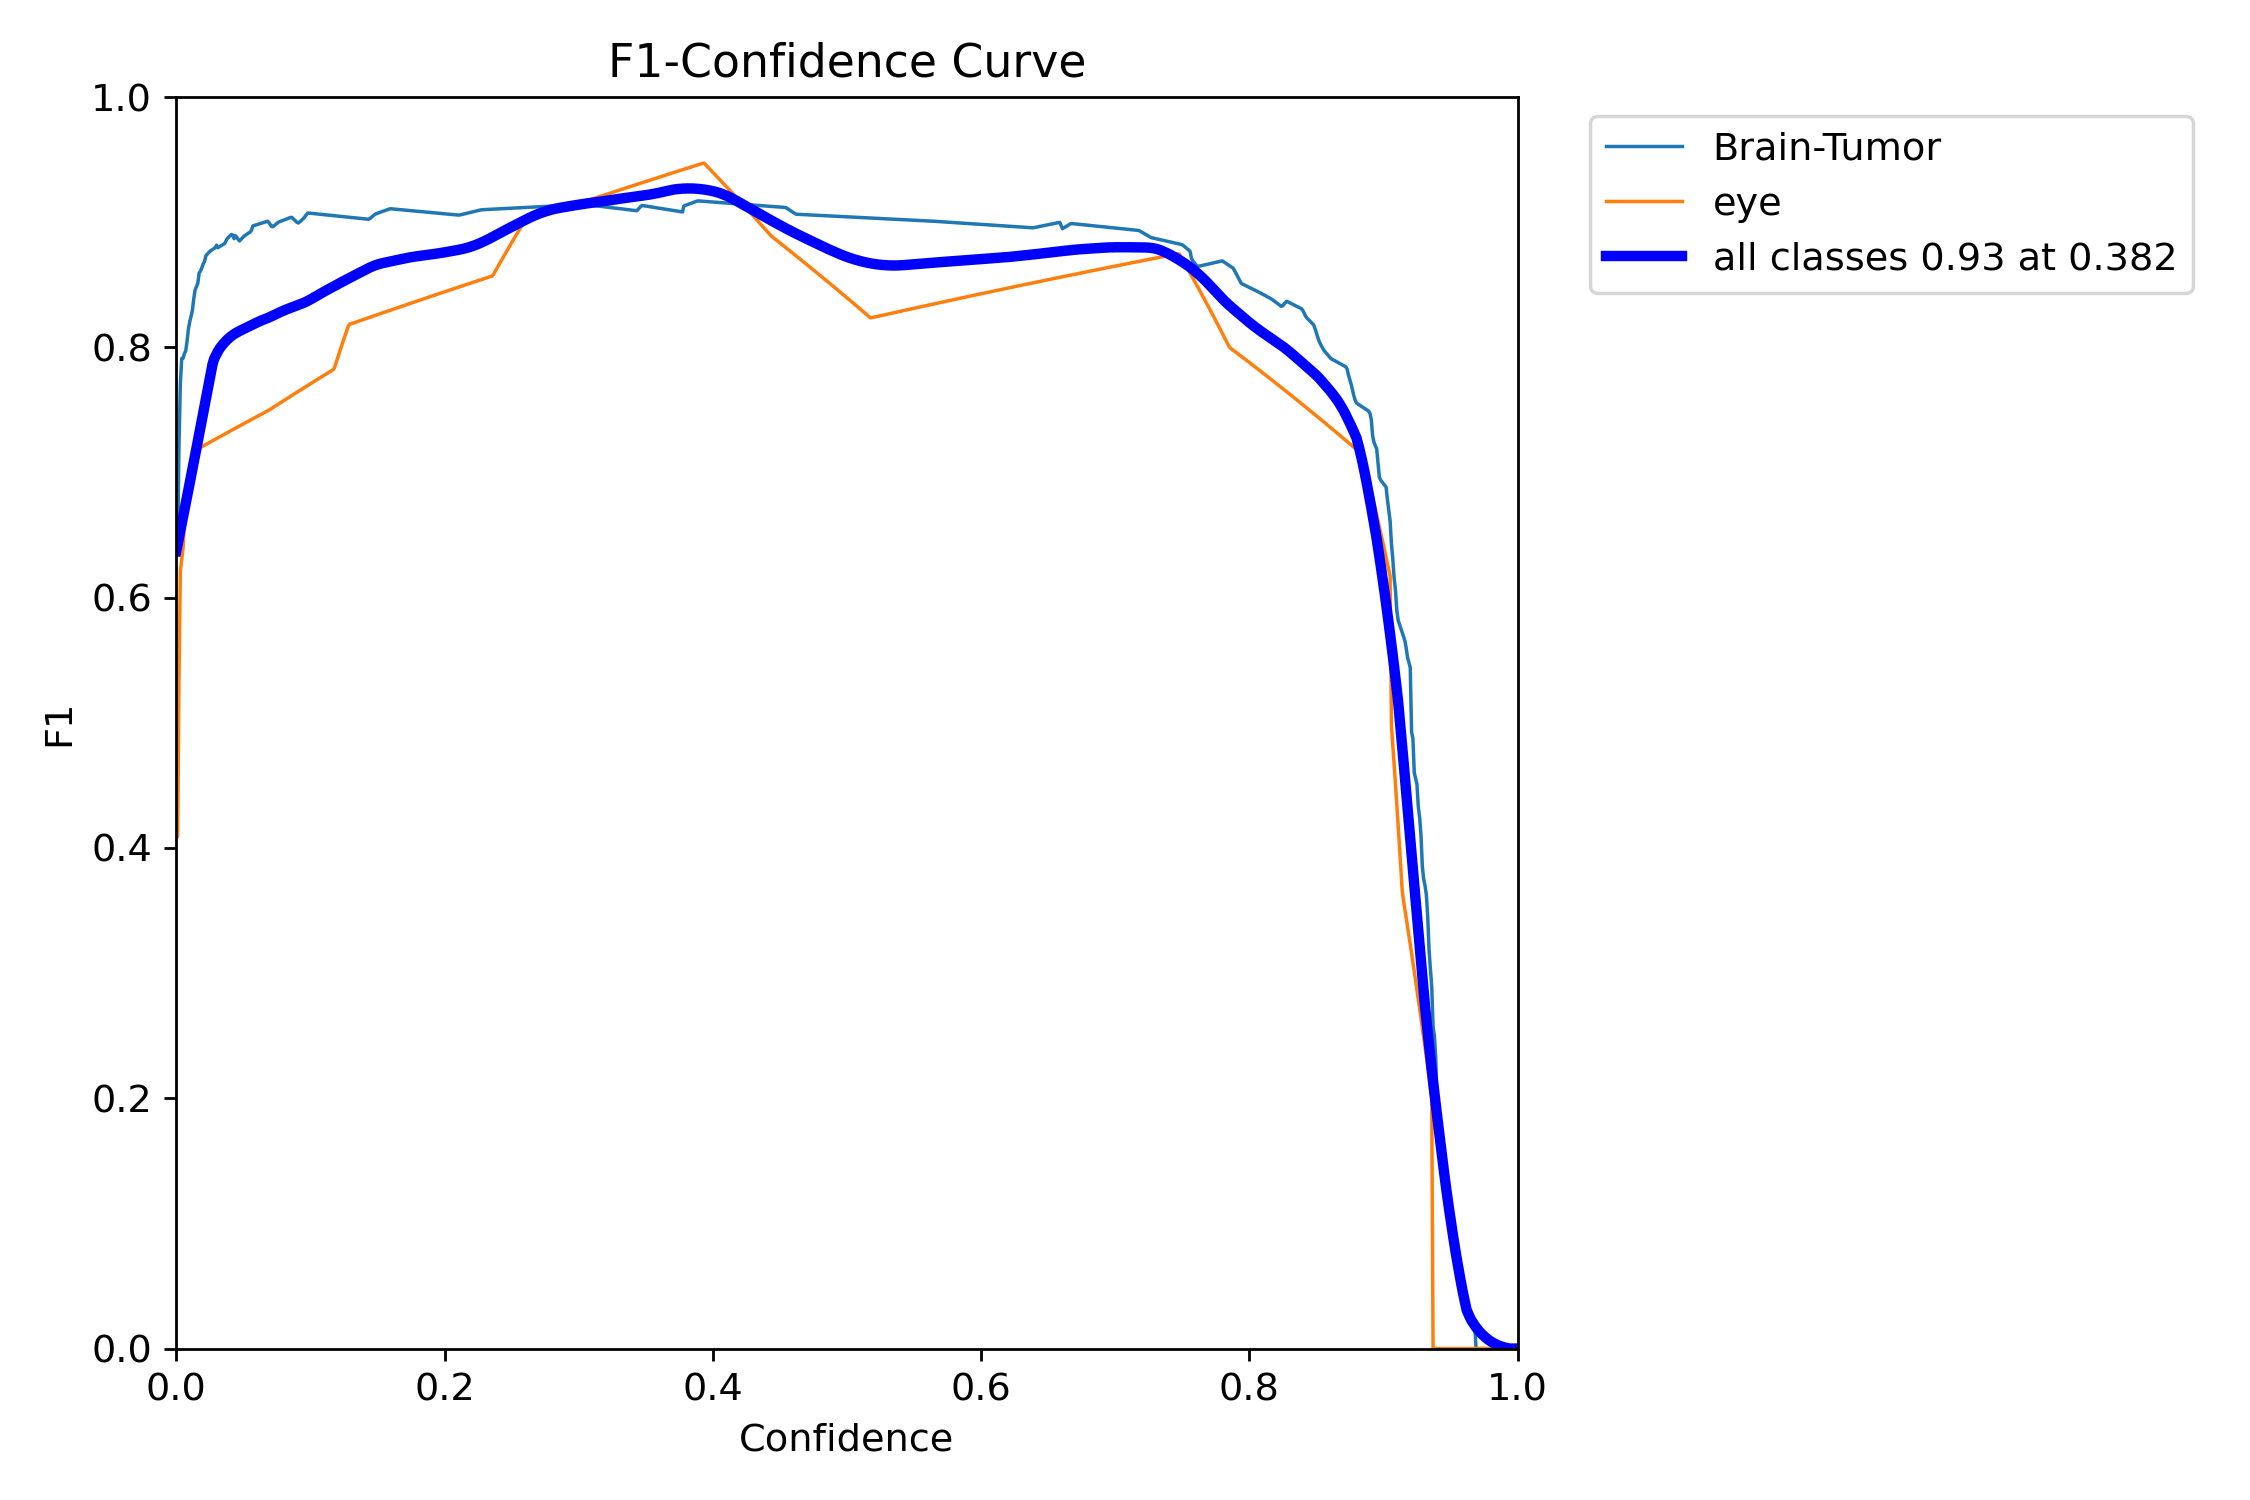 F1-Confidence Curve
1.0
0.8
0.6
0.4
0.2
0.0
F1
0.0 0.2 0.4 0.6 0.8 1.0
Confidence
Brain-Tumor
eye
all classes 0.93 at 0.382